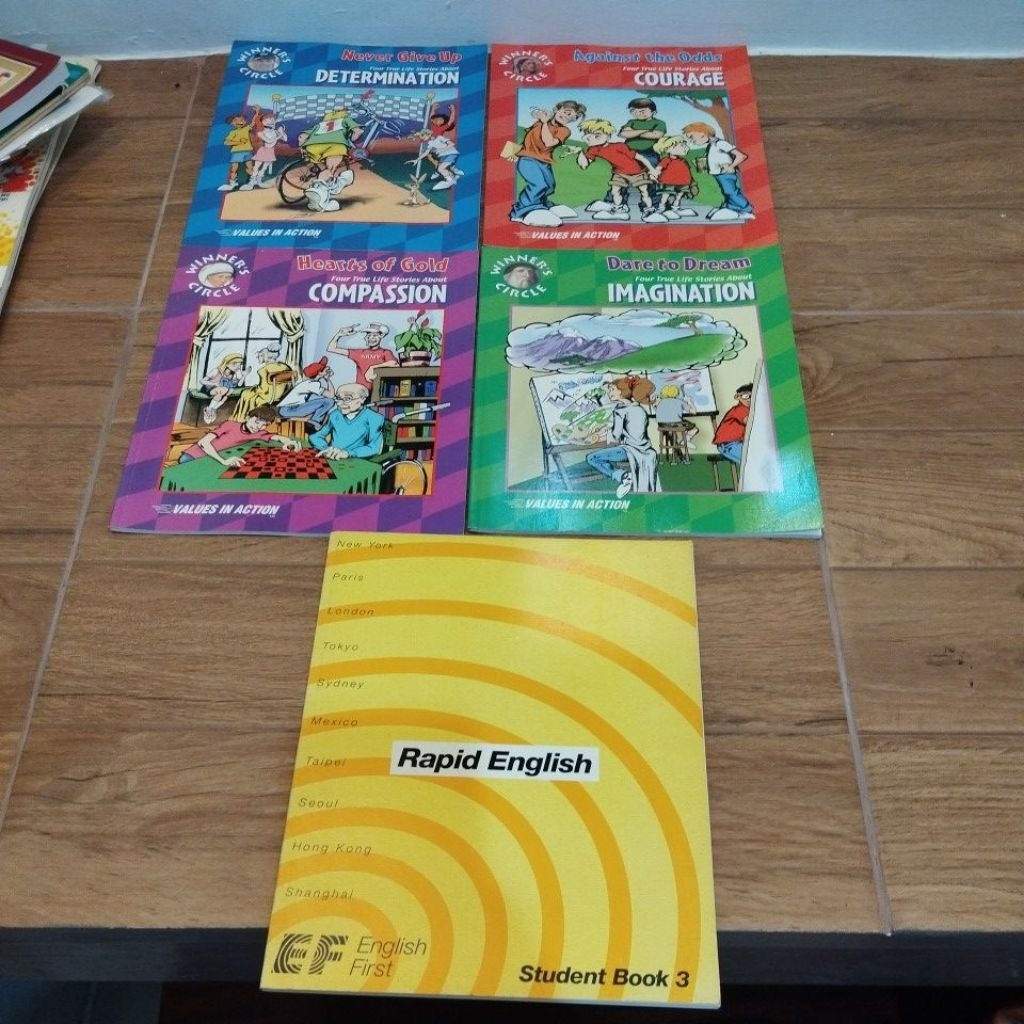 WINNER'S CIRCLE
Never Give Up
Four True Life Stories About
DETERMINATION
VALUES IN ACTION
WINNER'S CIRCLE
Against the Odds
Four True Life Stories About
COURAGE
VALUES IN ACTION
WINNER'S CIRCLE
Hearts of Gold
Four True Life Stories About
COMPASSION
ARMY
VALUES IN ACTION
WINNER'S CIRCLE
Dare to Dream
Four True Life Stories About
IMAGINATION
VALUES IN ACTION
New York
Paris
London
Tokyo
Sydney
Mexico
Taipei
Rapid English
Seoul
Hong Kong
Shanghai
EF English
First
Student Book 3